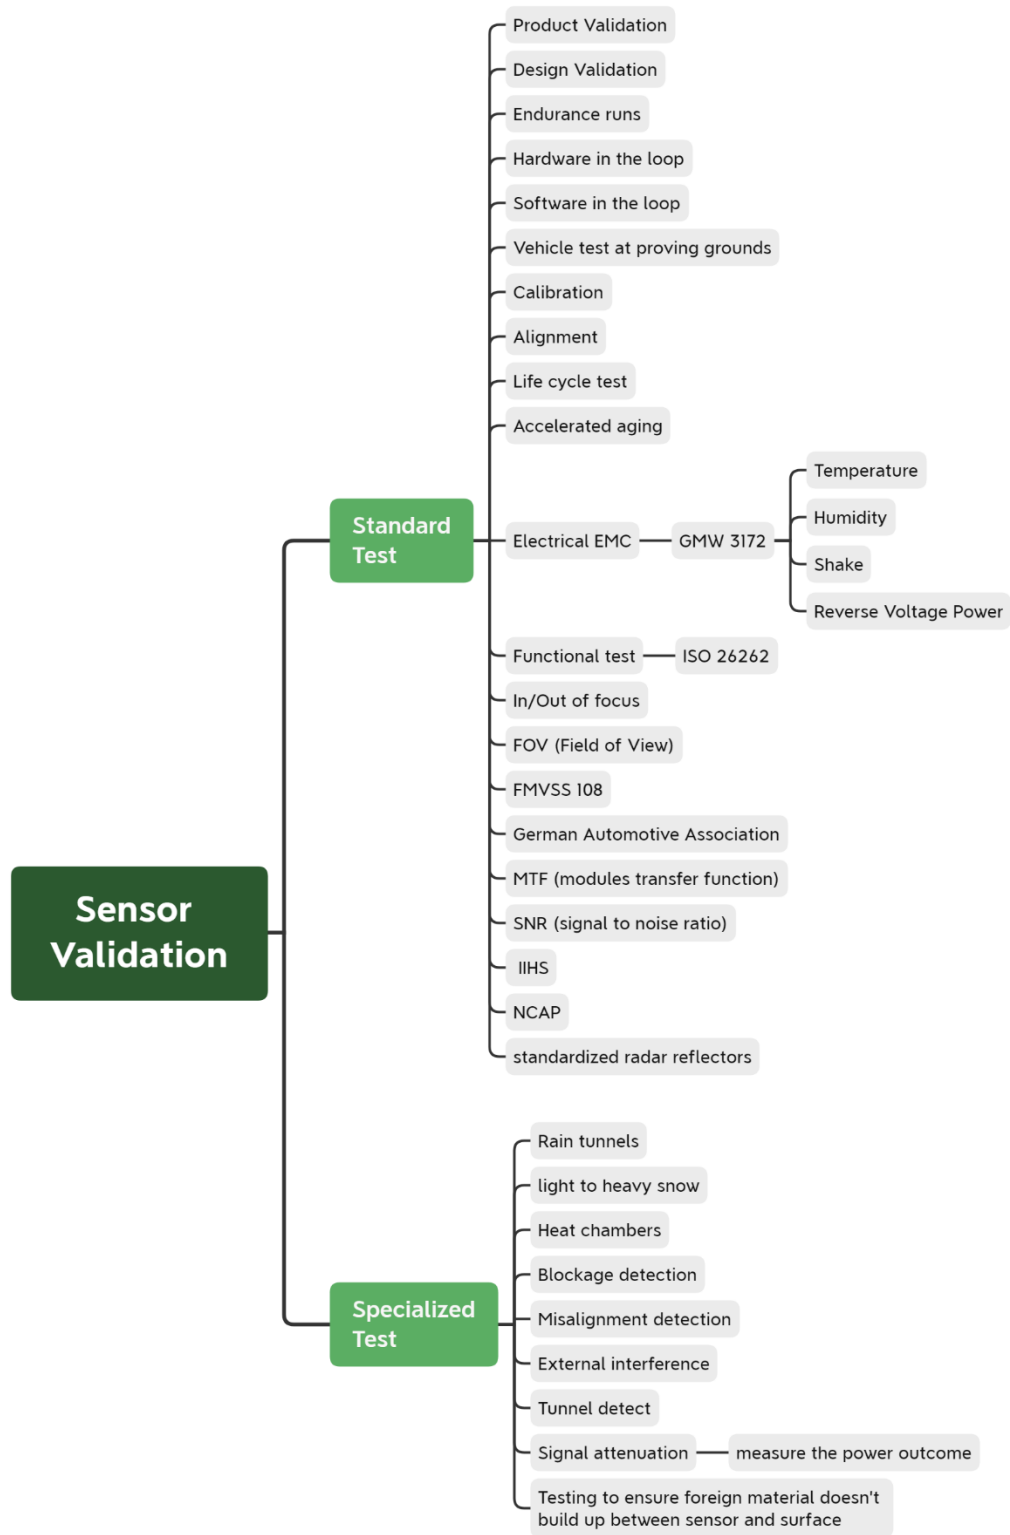 Product Validation
Design Validation
Endurance runs
Hardware in the loop
Software in the loop
Vehicle test at proving grounds
Calibration
Alignment
Life cycle test
Accelerated aging
Standard
Test
Electrical EMC
GMW 3172
Temperature
Humidity
Shake
Reverse Voltage Power
Functional test
ISO 26262
In/Out of focus
FOV (Field of View)
FMVSS 108
German Automotive Association
MTF (modules transfer function)
SNR (signal to noise ratio)
IIHS
NCAP
standardized radar reflectors
Sensor
Validation
Specialized
Test
Rain tunnels
light to heavy snow
Heat chambers
Blockage detection
Misalignment detection
External interference
Tunnel detect
Signal attenuation
measure the power outcome
Testing to ensure foreign material doesn't
build up between sensor and surface